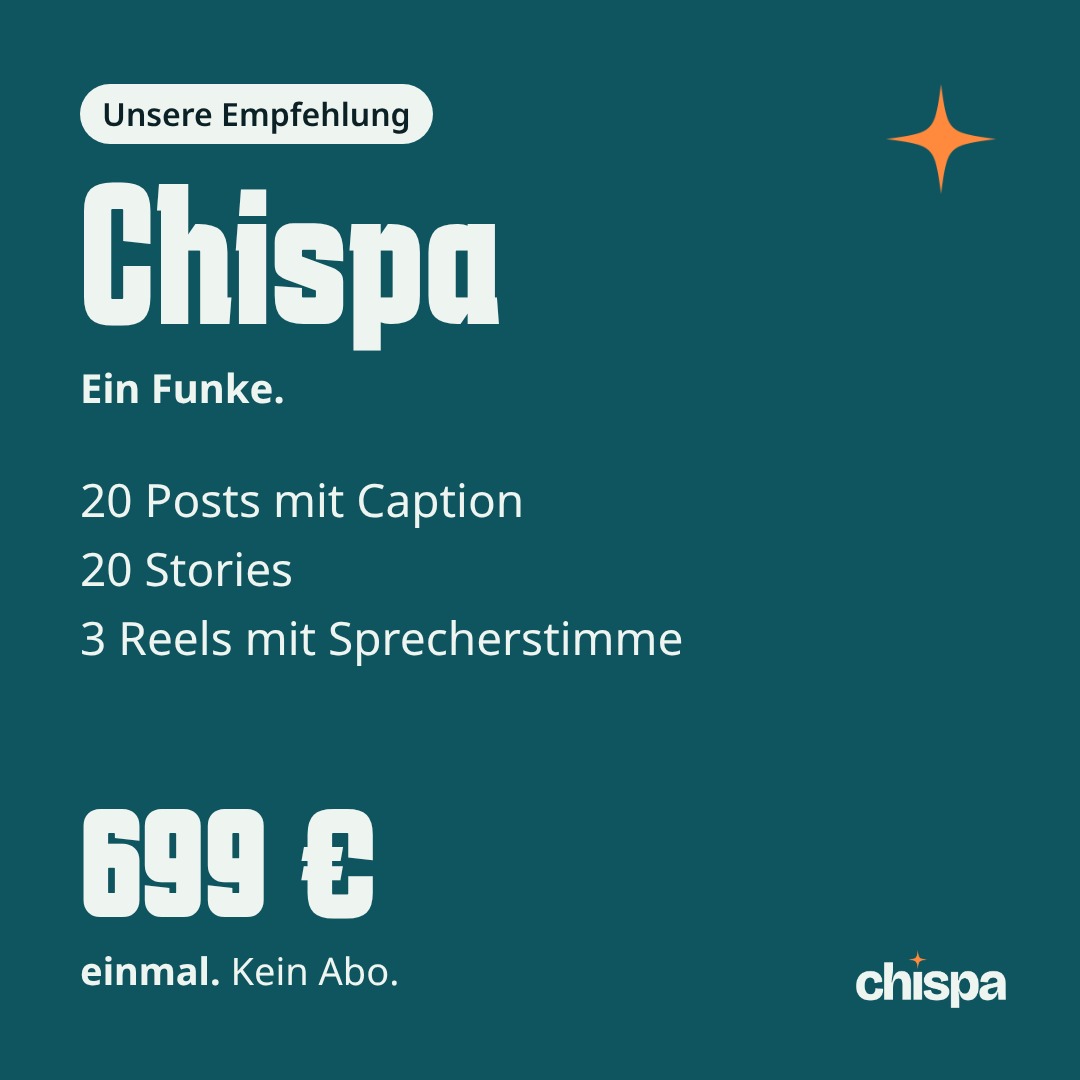 Unsere Empfehlung
Chispa
Ein Funke.
20 Posts mit Caption
20 Stories
3 Reels mit Sprecherstimme
699 €
einmal. Kein Abo.
chispa